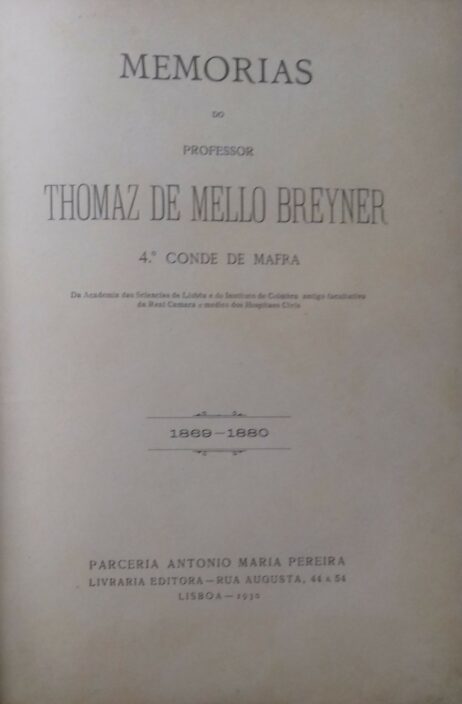 MEMORIAS
DO
PROFESSOR
THOMAZ DE MELLO BREYNER
4.º CONDE DE MAFRA
Da Academia das Sciencias de Lisboa e do Instituto de Coimbra antigo facultativo
da Real Camara e medico dos Hospitaes Civis
1869—1880
PARCERIA ANTONIO MARIA PEREIRA
LIVRARIA EDITORA—RUA AUGUSTA, 44 A 54
LISBOA—1930